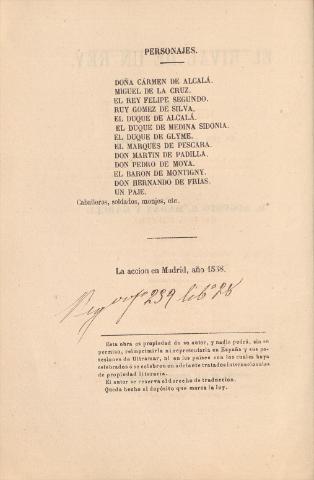 PERSONAJES.
DOÑA CÁRMEN DE ALCALÁ.
MIGUEL DE LA CRUZ.
EL REY FELIPE SEGUNDO.
RUY GOMEZ DE SILVA.
EL DUQUE DE ALCALÁ.
EL DUQUE DE MEDINA SIDONIA.
EL DUQUE DE GLYME.
EL MARQUÉS DE PESCARA.
DON MARTIN DE PADILLA.
DON PEDRO DE MOYA.
EL BARON DE MONTIGNY.
DON HERNANDO DE FRIAS.
UN PAJE.
Caballeros, soldados, monjes, etc.
La accion en Madrid, año 1568.
259
Esta obra es propiedad de su autor, y nadie podrá, sin su
permiso, reimprimirla ni representarla en España y sus po-
sesiones de Ultramar, ni en los paises con los cuales haya
celebrados ó se celebren en adelante tratados internacionales
de propiedad literaria.
El autor se reserva el derecho de traduccion.
Queda hecho el depósito que marca la ley.